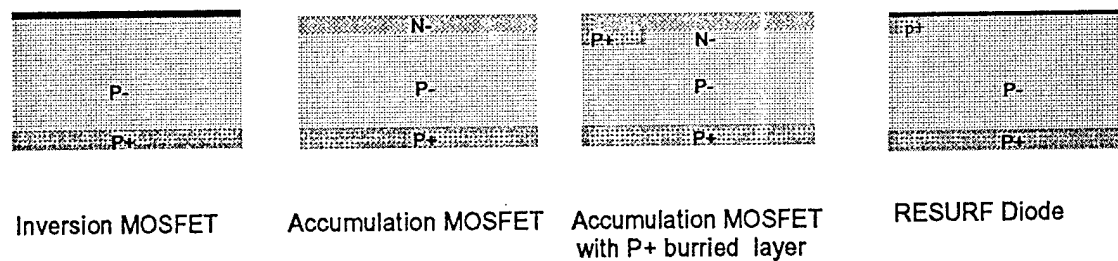 P-
P+
Inversion MOSFET
N-
P-
P+
Accumulation MOSFET
P+
N-
P-
P+
Accumulation MOSFET
with P+ burried layer
p+
P-
P+
RESURF Diode